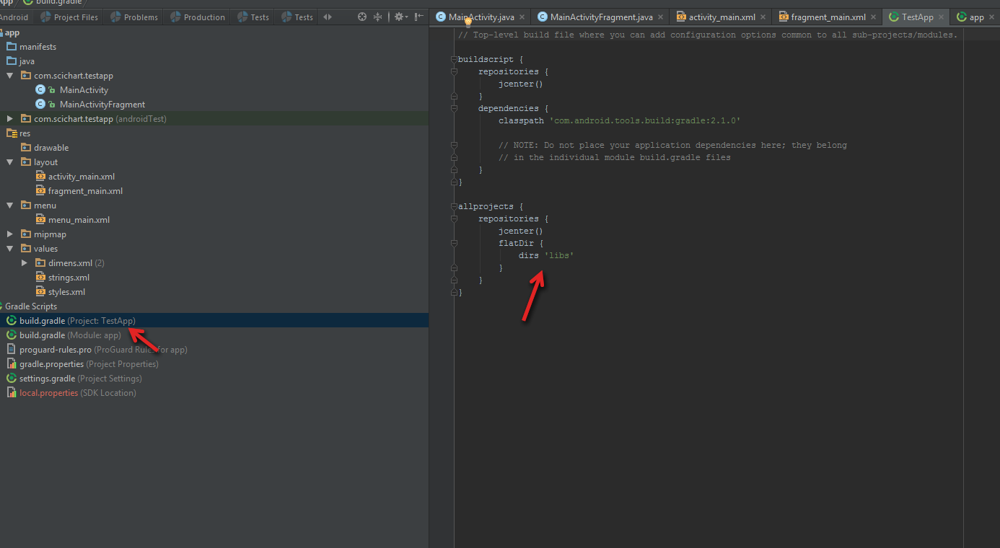 App
build.gradle
Android
Project Files
Problems
Production
Tests
Tests
MainActivity.java
MainActivityFragment.java
activity_main.xml
fragment_main.xml
TestApp
app
app
manifests
java
com.scichart.testapp
MainActivity
MainActivityFragment
com.scichart.testapp (androidTest)
res
drawable
layout
activity_main.xml
fragment_main.xml
menu
menu_main.xml
mipmap
values
dimens.xml (2)
strings.xml
styles.xml
Gradle Scripts
build.gradle (Project: TestApp)
build.gradle (Module: app)
proguard-rules.pro (ProGuard Rules for app)
gradle.properties (Project Properties)
settings.gradle (Project Settings)
local.properties (SDK Location)
// Top-level build file where you can add configuration options common to all sub-projects/modules.
buildscript {
repositories {
jcenter()
}
dependencies {
classpath 'com.android.tools.build:gradle:2.1.0'
// NOTE: Do not place your application dependencies here; they belong
// in the individual module build.gradle files
}
}
allprojects {
repositories {
jcenter()
flatDir {
dirs 'libs'
}
}
}